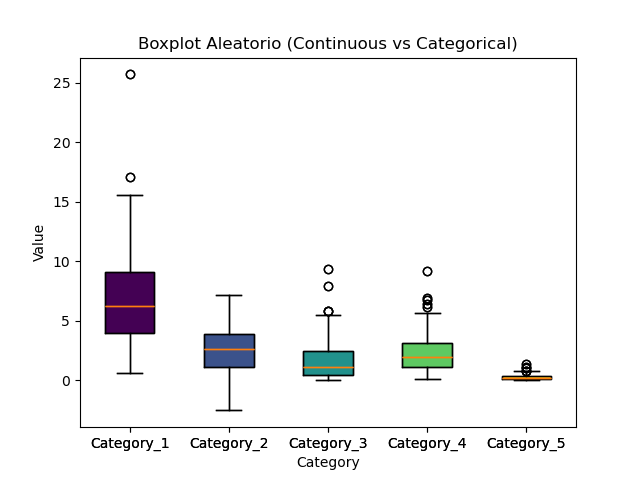 Boxplot Aleatorio (Continuous vs Categorical)
Value
25
20
15
10
5
0
Category_1 Category_2 Category_3 Category_4 Category_5
Category